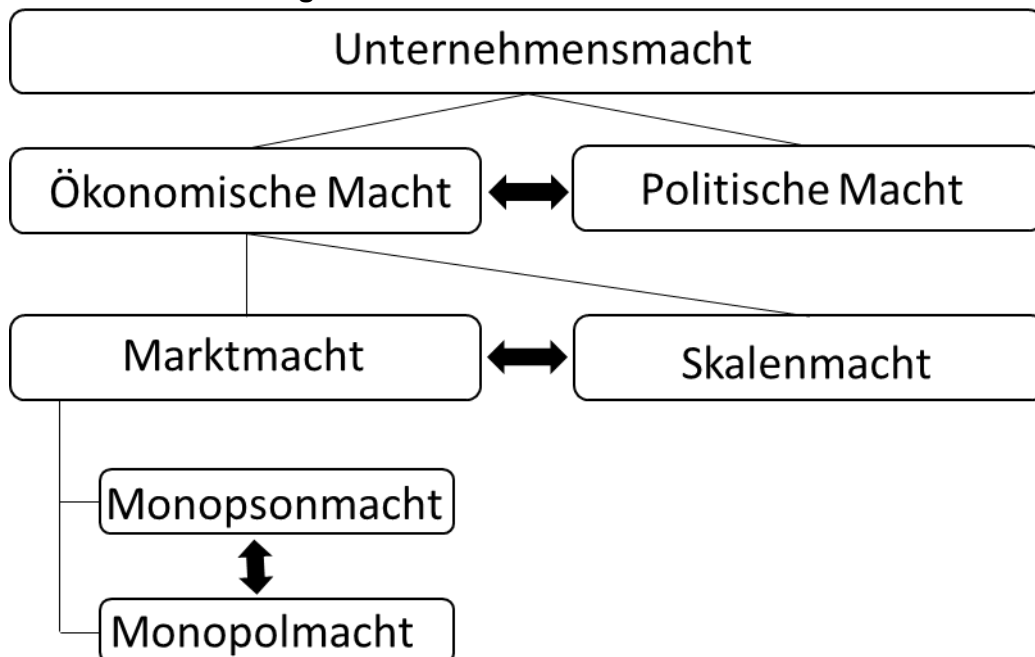 Unternehmensmacht
Ökonomische Macht
Politische Macht
Marktmacht
Skalenmacht
Monopsonmacht
Monopolmacht